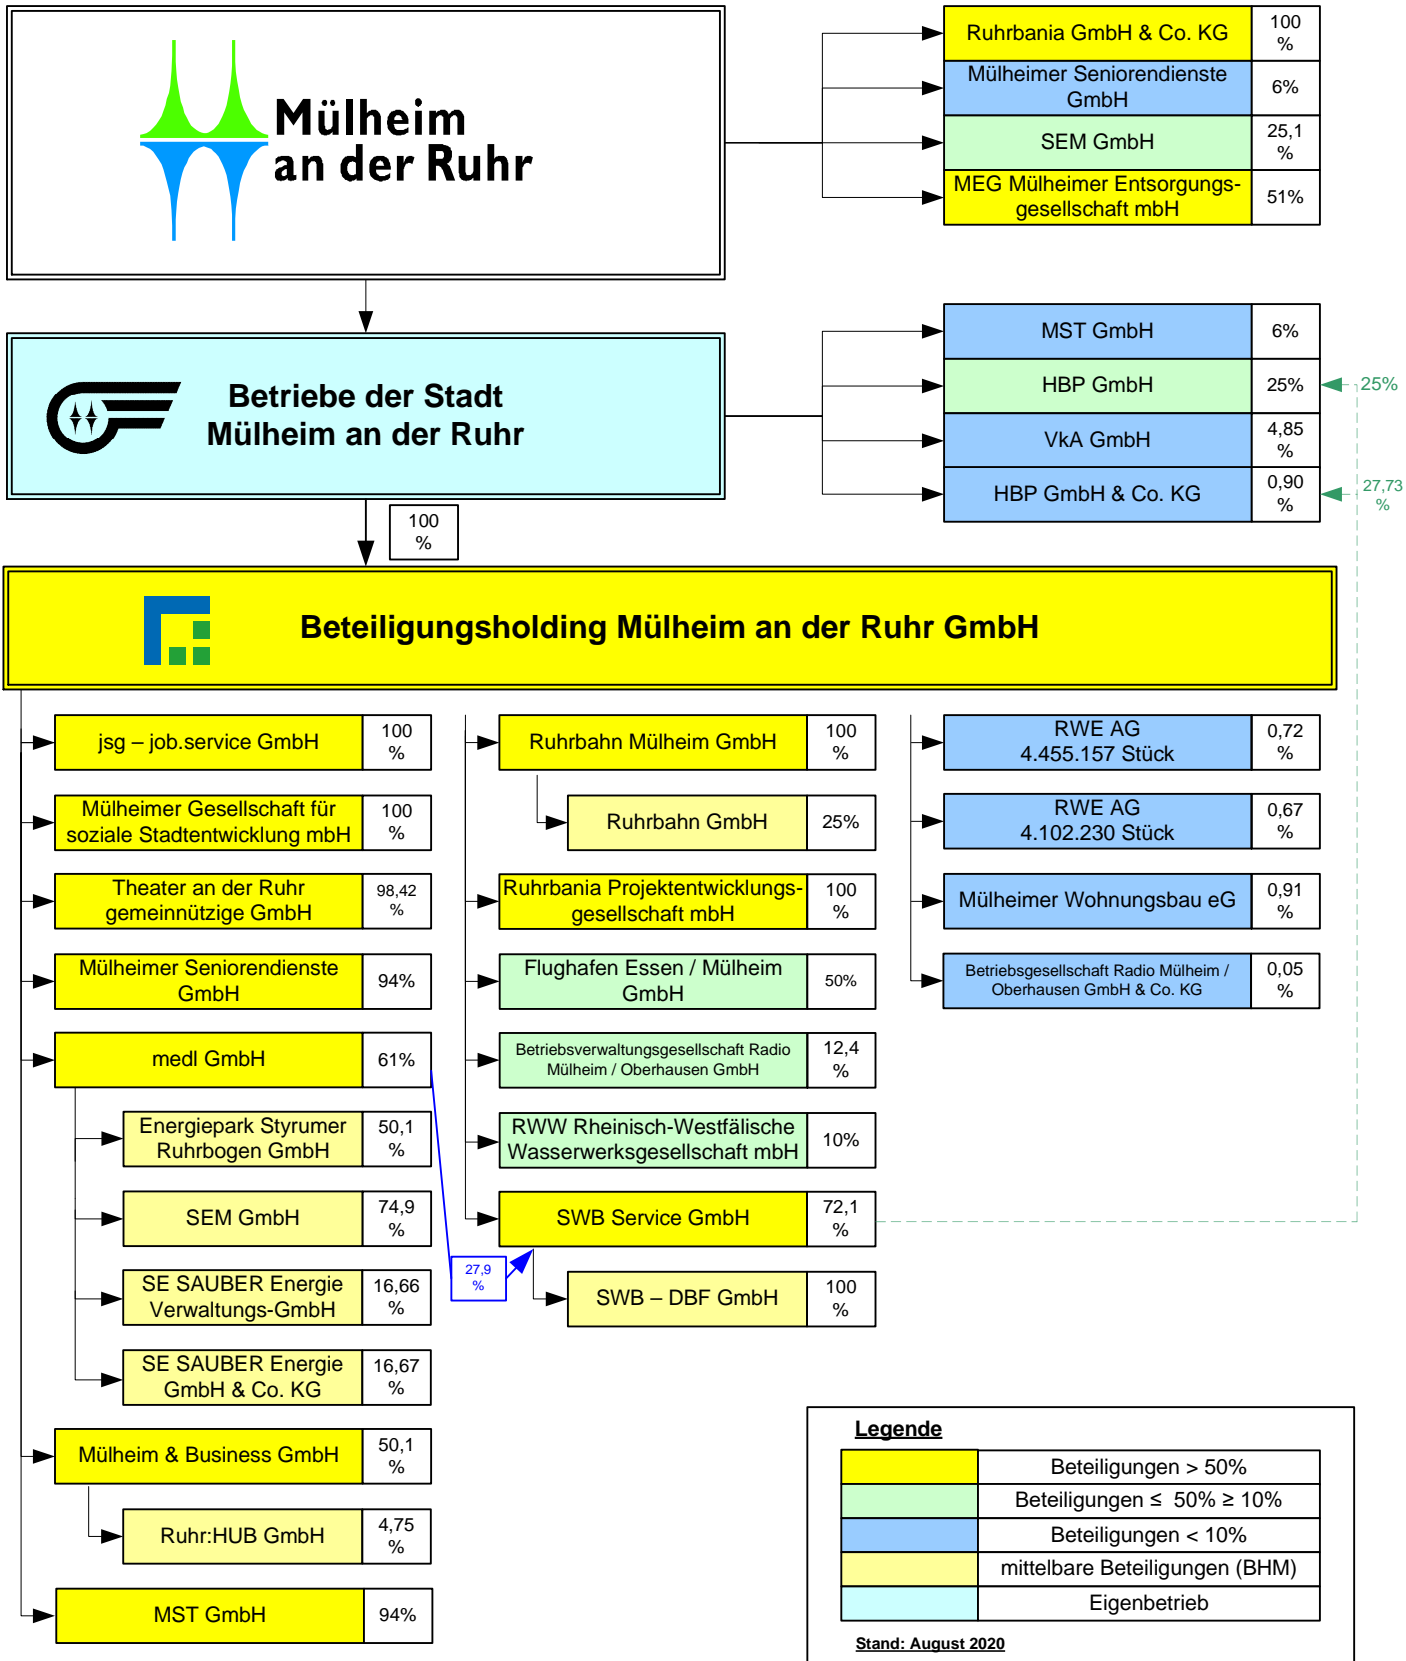 Mülheim
an der Ruhr
Ruhrbania GmbH & Co. KG
100
%
Mülheimer Seniorendienste
GmbH
6%
SEM GmbH
25,1
%
MEG Mülheimer Entsorgungs-
gesellschaft mbH
51%
Betriebe der Stadt
Mülheim an der Ruhr
MST GmbH
6%
HBP GmbH
25%
25%
VkA GmbH
4,85
%
HBP GmbH & Co. KG
0,90
%
27,73
%
100
%
Beteiligungsholding Mülheim an der Ruhr GmbH
jsg – job.service GmbH
100
%
Mülheimer Gesellschaft für
soziale Stadtentwicklung mbH
100
%
Theater an der Ruhr
gemeinnützige GmbH
98,42
%
Mülheimer Seniorendienste
GmbH
94%
medl GmbH
61%
Energiepark Styrumer
Ruhrbogen GmbH
50,1
%
SEM GmbH
74,9
%
SE SAUBER Energie
Verwaltungs-GmbH
16,66
%
SE SAUBER Energie
GmbH & Co. KG
16,67
%
Mülheim & Business GmbH
50,1
%
Ruhr:HUB GmbH
4,75
%
MST GmbH
94%
Ruhrbahn Mülheim GmbH
100
%
Ruhrbahn GmbH
25%
Ruhrbania Projektentwicklungs-
gesellschaft mbH
100
%
Flughafen Essen / Mülheim
GmbH
50%
Betriebsverwaltungsgesellschaft Radio
Mülheim / Oberhausen GmbH
12,4
%
RWW Rheinisch-Westfälische
Wasserwerksgesellschaft mbH
10%
SWB Service GmbH
72,1
%
27,9
%
SWB – DBF GmbH
100
%
RWE AG
4.455.157 Stück
0,72
%
RWE AG
4.102.230 Stück
0,67
%
Mülheimer Wohnungsbau eG
0,91
%
Betriebsgesellschaft Radio Mülheim /
Oberhausen GmbH & Co. KG
0,05
%
Legende
Beteiligungen > 50%
Beteiligungen ≤ 50% ≥ 10%
Beteiligungen < 10%
mittelbare Beteiligungen (BHM)
Eigenbetrieb
Stand: August 2020